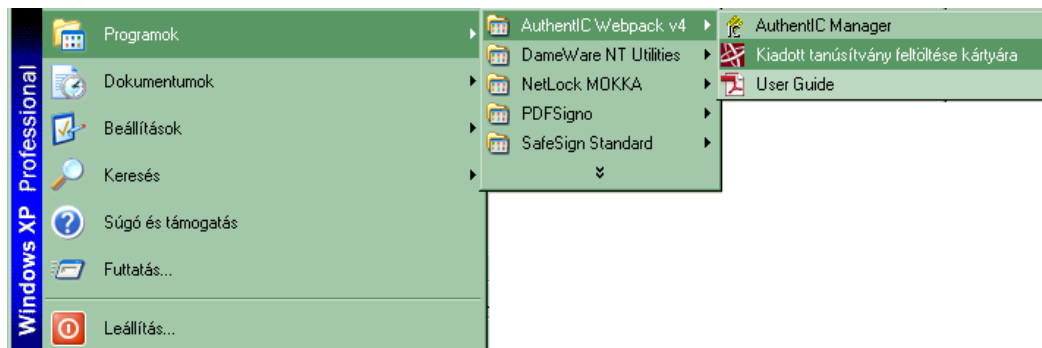 Windows XP Professional
Programok
Dokumentumok
Beállítások
Keresés
Súgó és támogatás
Futtatás...
Leállítás...
AuthentIC Webpack v4
DameWare NT Utilities
NetLock MOKKA
PDFSigno
SafeSign Standard
AuthentIC Manager
Kiadott tanúsítvány feltöltése kártyára
User Guide